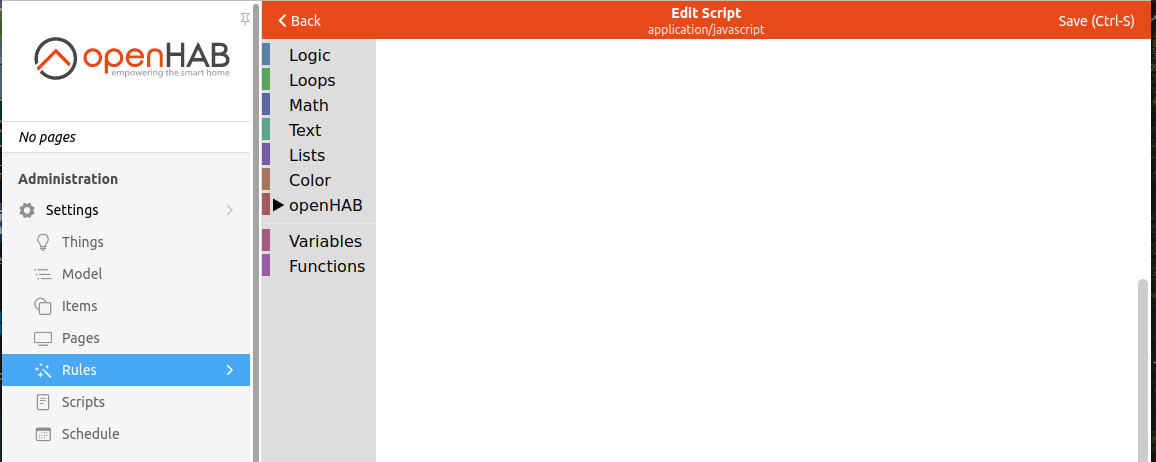 openHAB
empowering the smart home
No pages
Administration
Settings
Things
Model
Items
Pages
Rules
Scripts
Schedule
Back
Edit Script
application/javascript
Save (Ctrl-S)
Logic
Loops
Math
Text
Lists
Color
openHAB
Variables
Functions